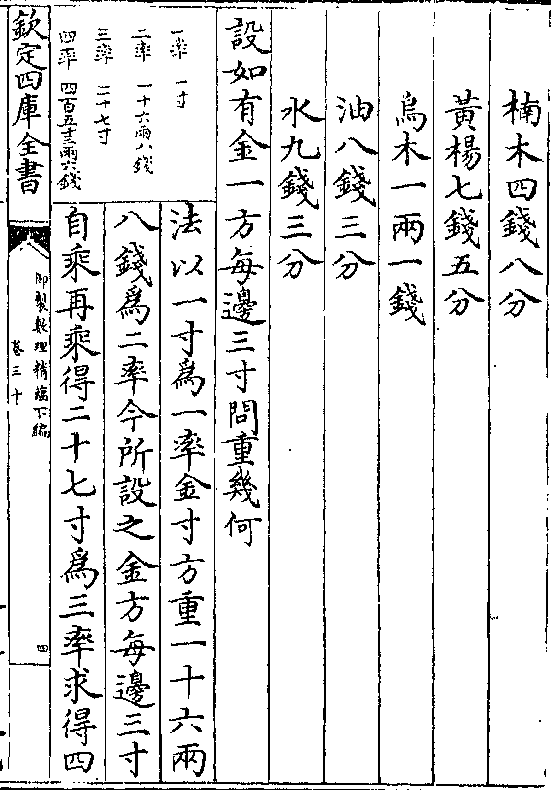 楠木四錢八分
黃楊七錢五分
烏木一兩一錢
油八錢三分
水九錢三分
設如有金一方每邊三寸問重幾何
一率 一寸
二率 一十六兩八錢
三率 二十七寸
四率 四百五十三兩六錢
法以一寸爲一率金寸方重一十六兩
八錢爲二率今所設之金方每邊三寸
自乘再乘得二十七寸爲三率求得四
欽定四庫全書
御製數理精蘊下編
卷三十
四